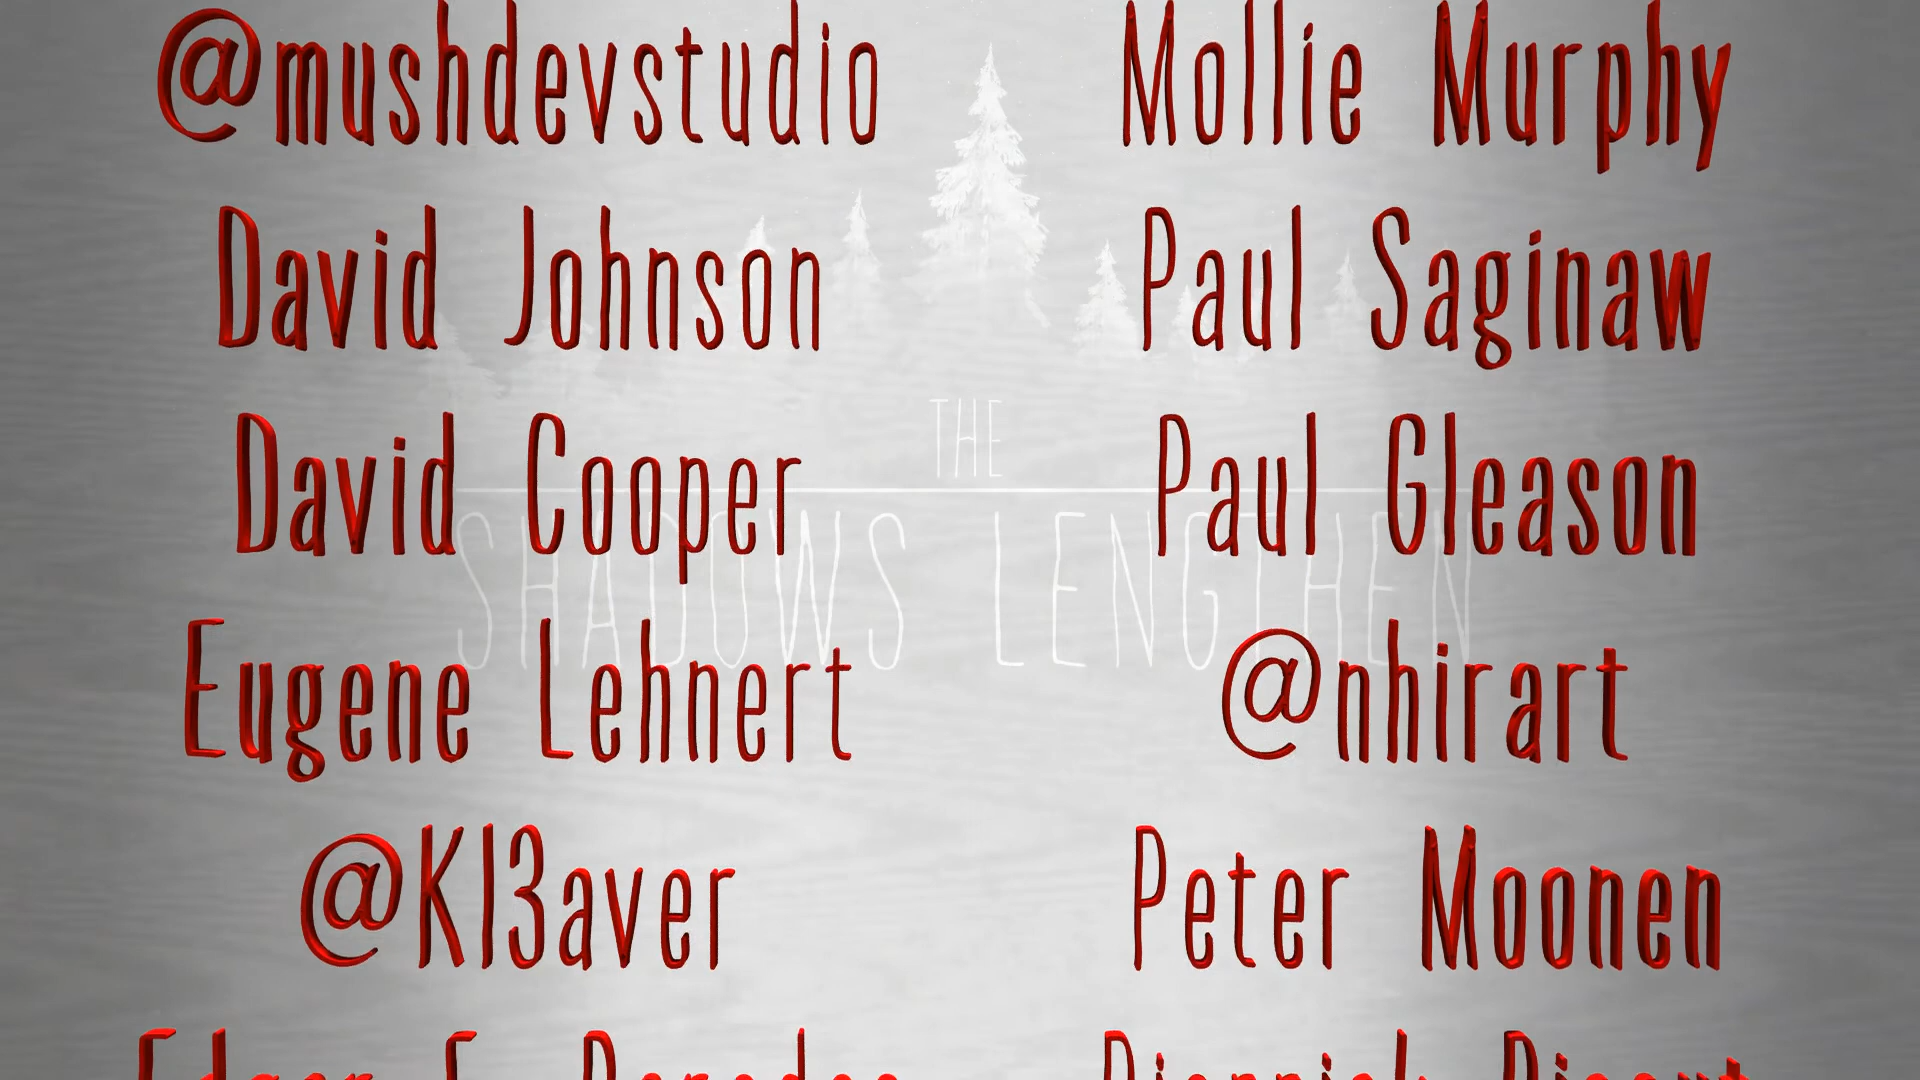 @mushdevstudio Mollie Murphy
David Johnson Paul Saginaw
THE
David Cooper Paul Gleason
SHADOWS LENGTHEN
Eugene Lehnert @nhirart
@Kl3aver Peter Moonen